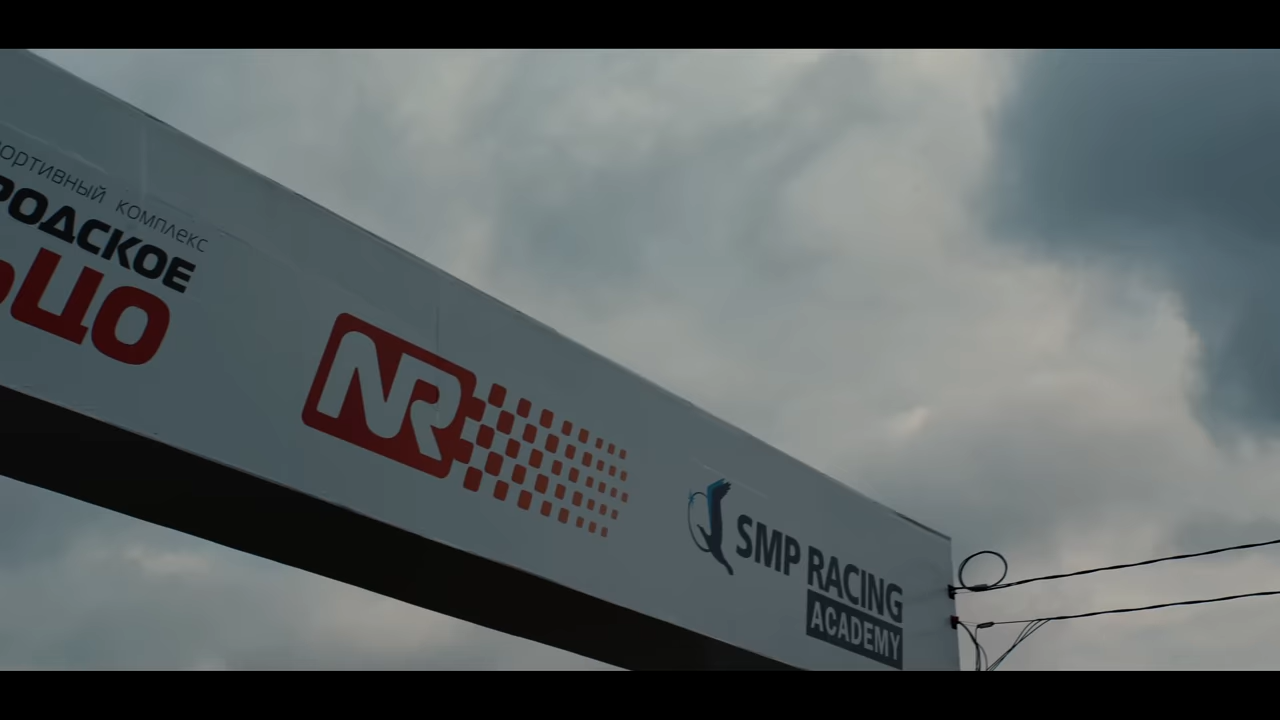 ортивный комплекс
РОДСКОЕ
ЬЦО
NR
SMP RACING
ACADEMY